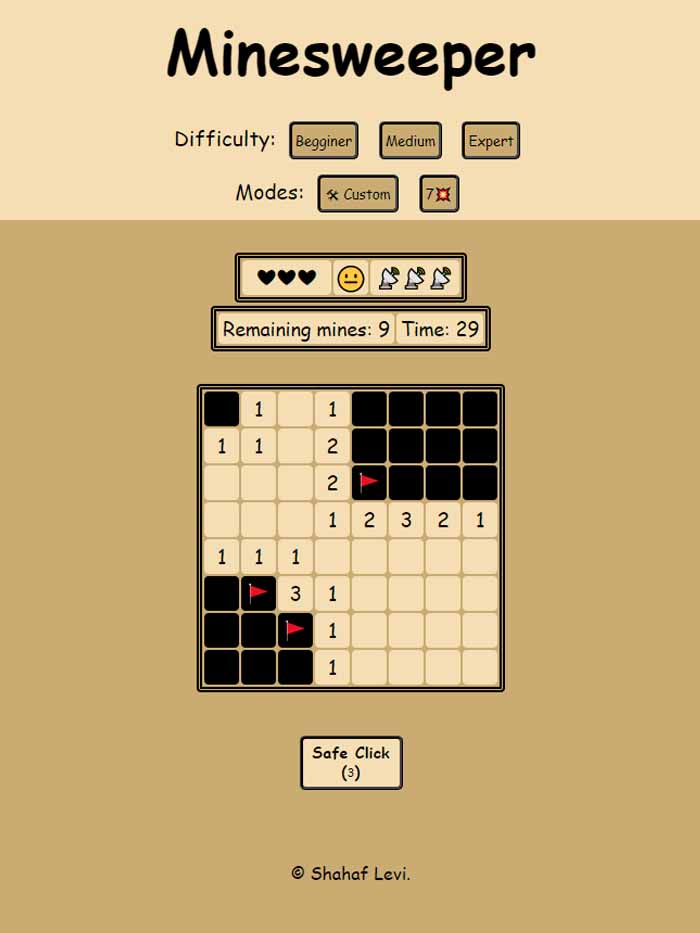 Minesweeper
Difficulty: Begginer Medium Expert
Modes: 🛠 Custom 7💥
Remaining mines: 9 Time: 29
1 1
1 1 2
2
1 2 3 2 1
1 1 1
3 1
1
1
Safe Click
(3)
© Shahaf Levi.